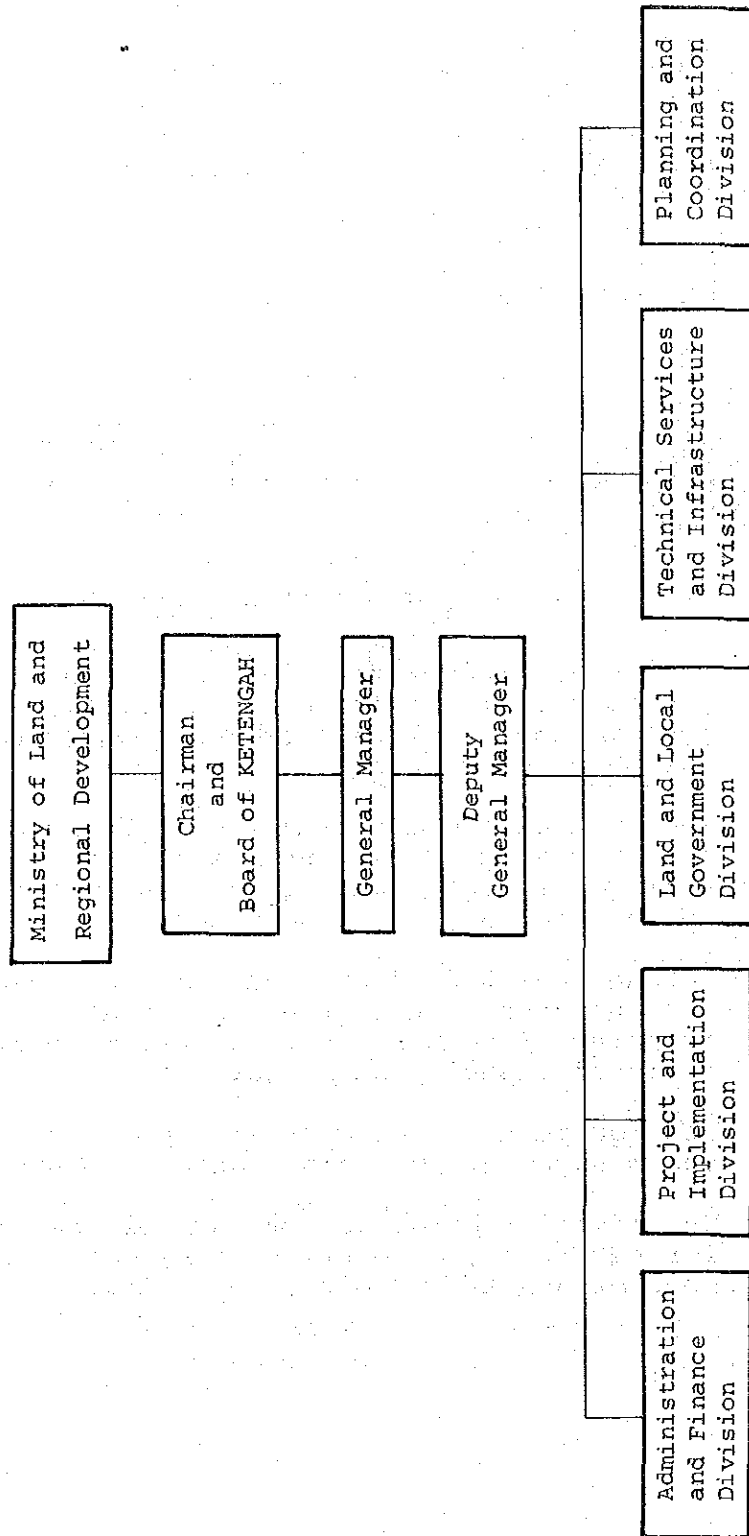 Ministry of Land and
Regional Development
Chairman
and
Board of KETENGAH
General Manager
Deputy
General Manager
Administration
and Finance
Division
Project and
Implementation
Division
Land and Local
Government
Division
Technical Services
and Infrastructure
Division
Planning and
Coordination
Division